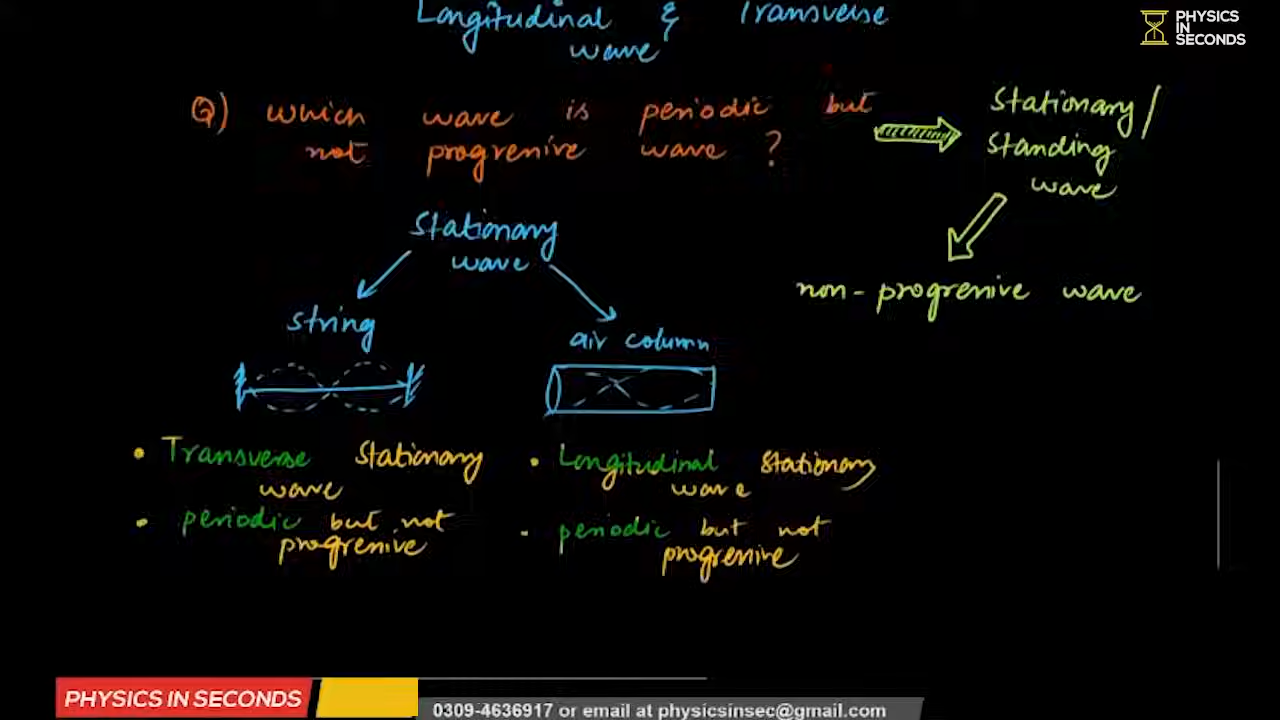 Longitudinal & Transverse
wave
PHYSICS
IN
SECONDS
Q) which wave is periodic but
not progressive wave ?
Stationary/
Standing
wave
non-progressive wave
Stationary
wave
string
air column
• Transverse Stationary
wave
• periodic but not
progressive
• Longitudinal Stationary
wave
• periodic but not
progressive
PHYSICS IN SECONDS
0309-4636917 or email at physicsinsec@gmail.com